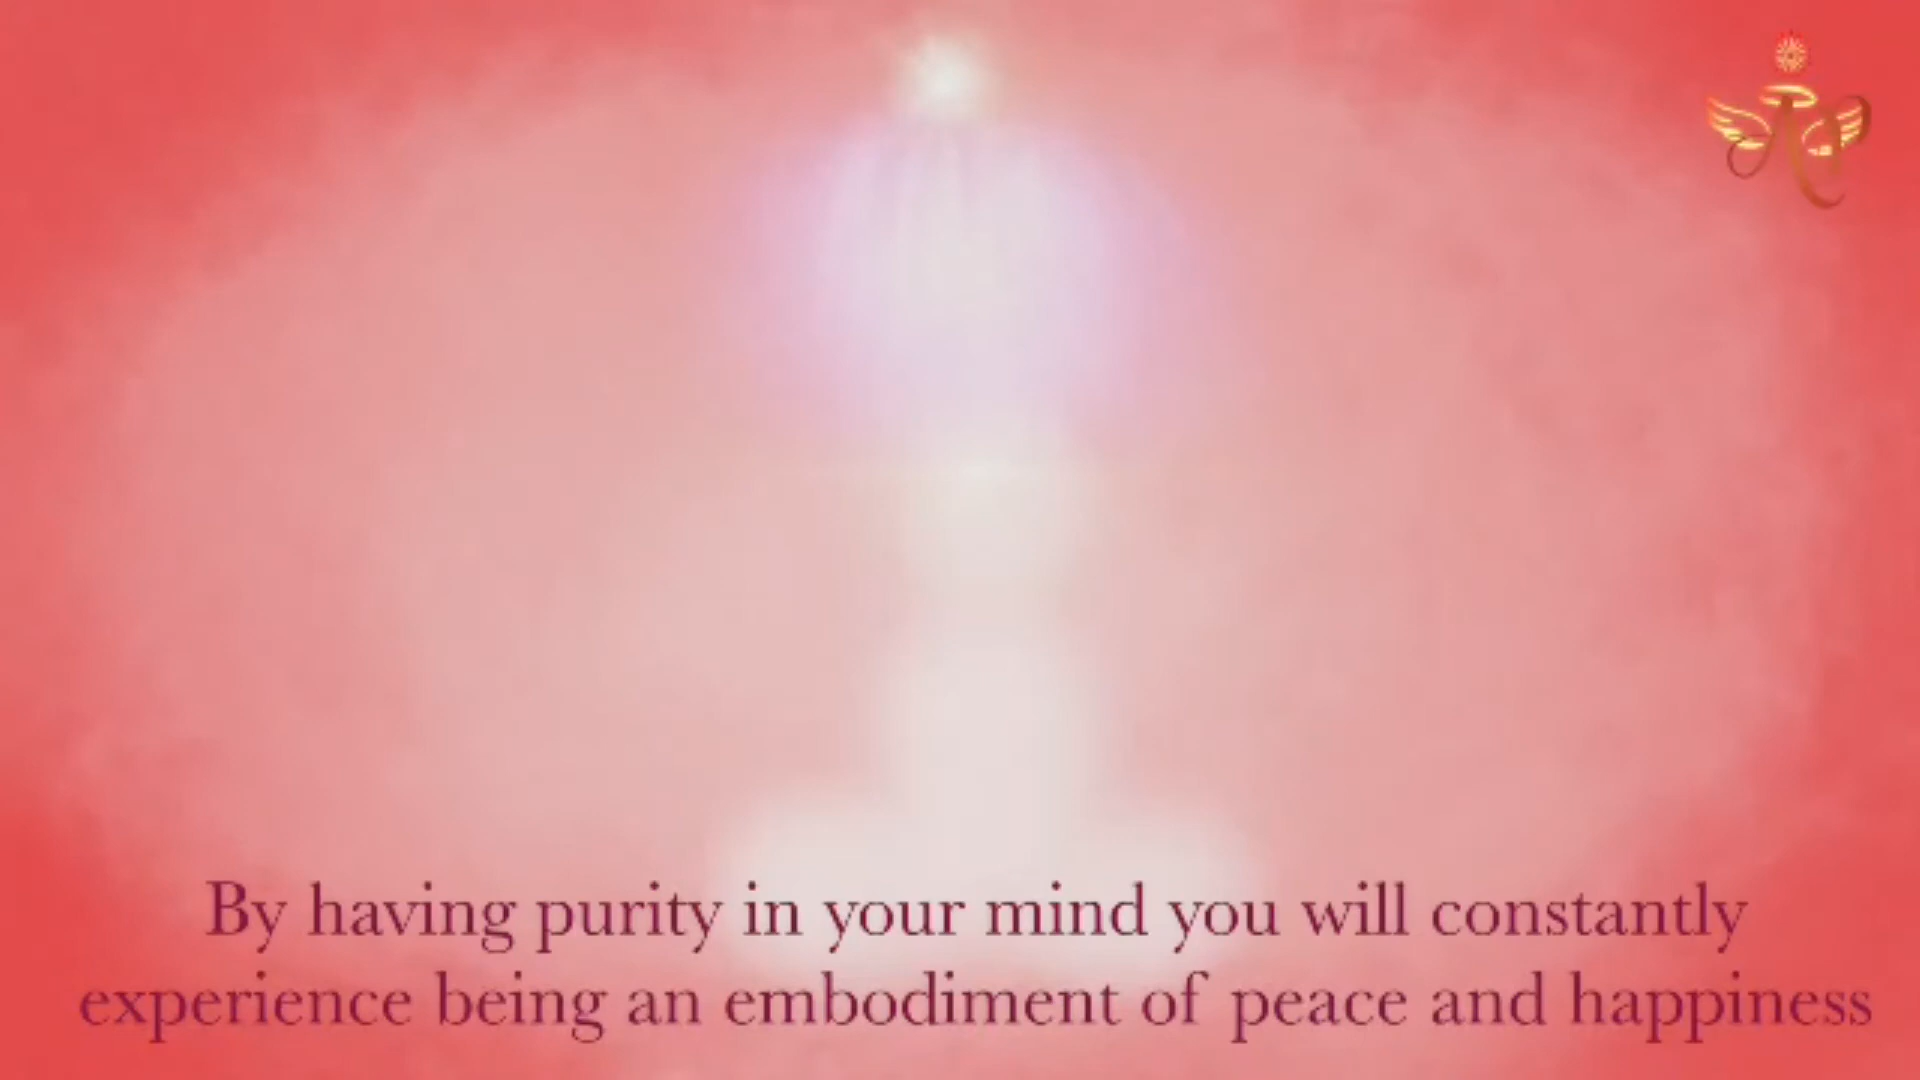 By having purity in your mind you will constantly
experience being an embodiment of peace and happiness